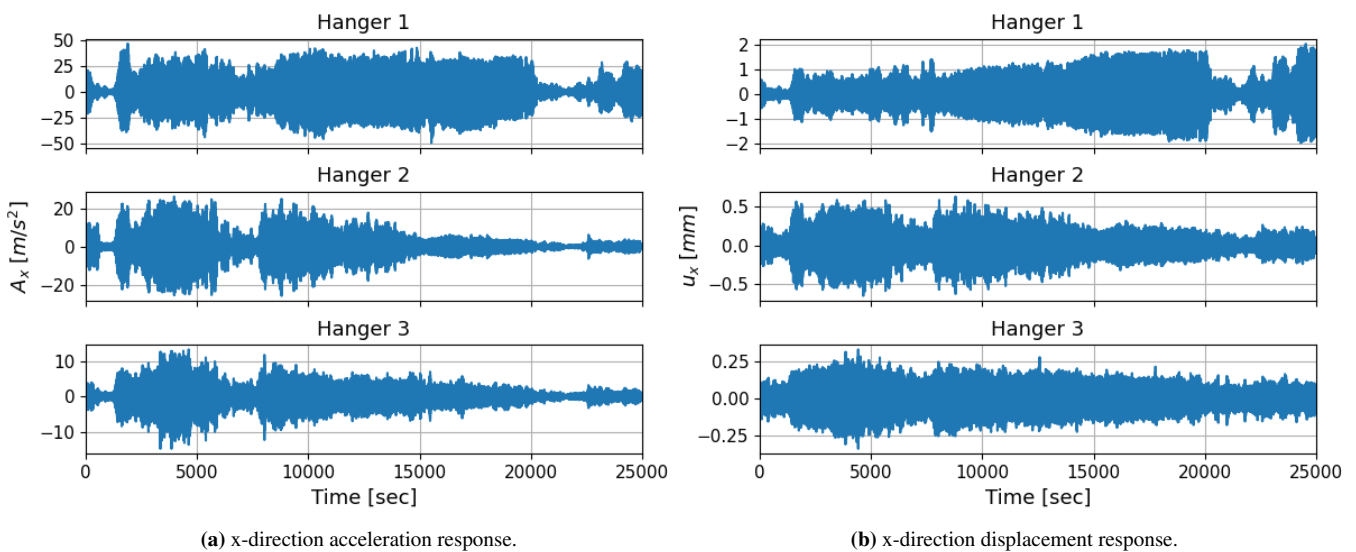 Hanger 1
50
25
0
−25
−50
Hanger 2
20
0
−20
Hanger 3
10
0
−10
0 5000 10000 15000 20000 25000
Time [sec]
Aₓ [m/s²]
(a) x-direction acceleration response.
Hanger 1
2
1
0
−1
−2
Hanger 2
0.5
0.0
−0.5
Hanger 3
0.25
0.00
−0.25
0 5000 10000 15000 20000 25000
Time [sec]
uₓ [mm]
(b) x-direction displacement response.